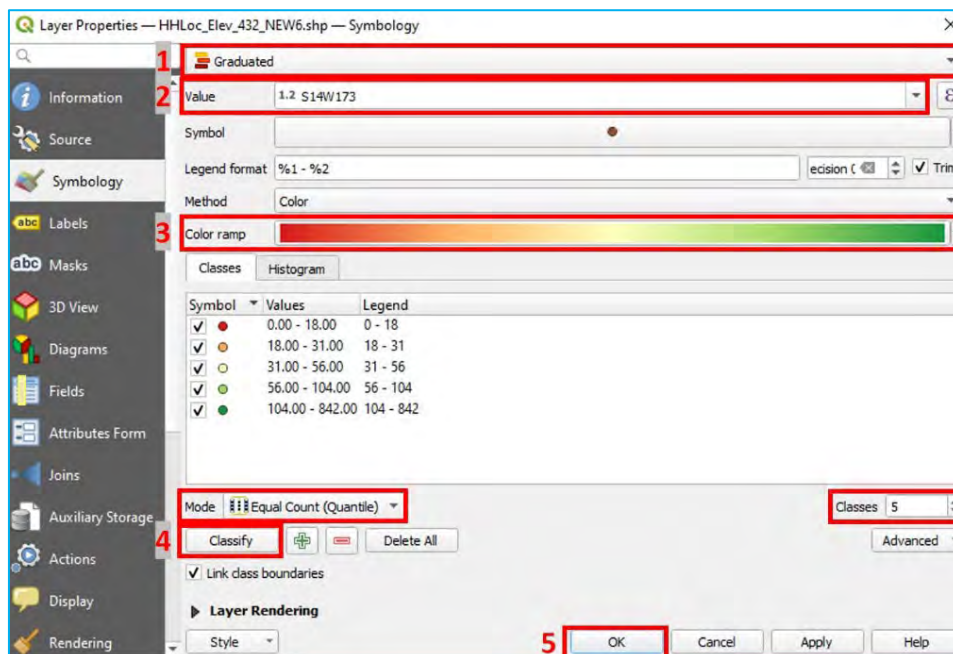 Layer Properties — HHLoc_Elev_432_NEW6.shp — Symbology
1 Graduated
Information
2 Value 1.2 S14W173 ε
Source
Symbol
Symbology
Legend format %1 - %2 ecision ( Trim
Method Color
abc Labels
3 Color ramp
abc Masks
Classes Histogram
3D View
Symbol Values Legend
0.00 - 18.00 0 - 18
Diagrams
18.00 - 31.00 18 - 31
31.00 - 56.00 31 - 56
Fields
56.00 - 104.00 56 - 104
104.00 - 842.00 104 - 842
Attributes Form
Joins
Mode Equal Count (Quantile) Classes 5
Auxiliary Storage
4 Classify Delete All Advanced
Actions
Link class boundaries
Display
Layer Rendering
Rendering
Style 5 OK Cancel Apply Help